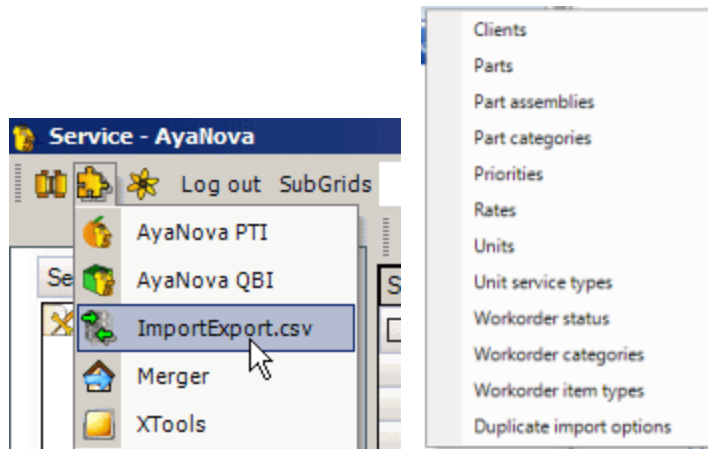 Service - AyaNova
Log out SubGrids
AyaNova PTI
Se
AyaNova QBI
S
ImportExport.csv
Merger
XTools
Clients
Parts
Part assemblies
Part categories
Priorities
Rates
Units
Unit service types
Workorder status
Workorder categories
Workorder item types
Duplicate import options